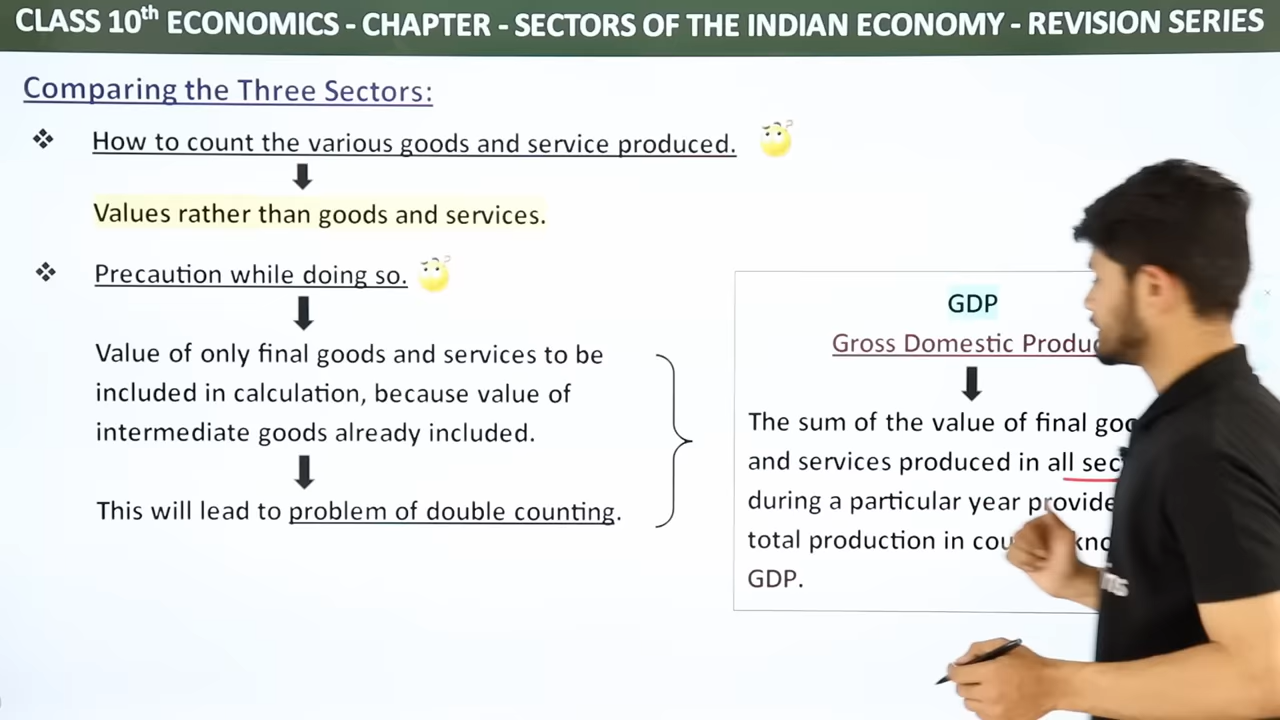 CLASS 10th ECONOMICS - CHAPTER - SECTORS OF THE INDIAN ECONOMY - REVISION SERIES
Comparing the Three Sectors:
❖ How to count the various goods and service produced.
Values rather than goods and services.
❖ Precaution while doing so.
Value of only final goods and services to be
included in calculation, because value of
intermediate goods already included.
This will lead to problem of double counting.
GDP
Gross Domestic
The sum of the value of final
and services produced in all
during a particular year
total production in
GDP.